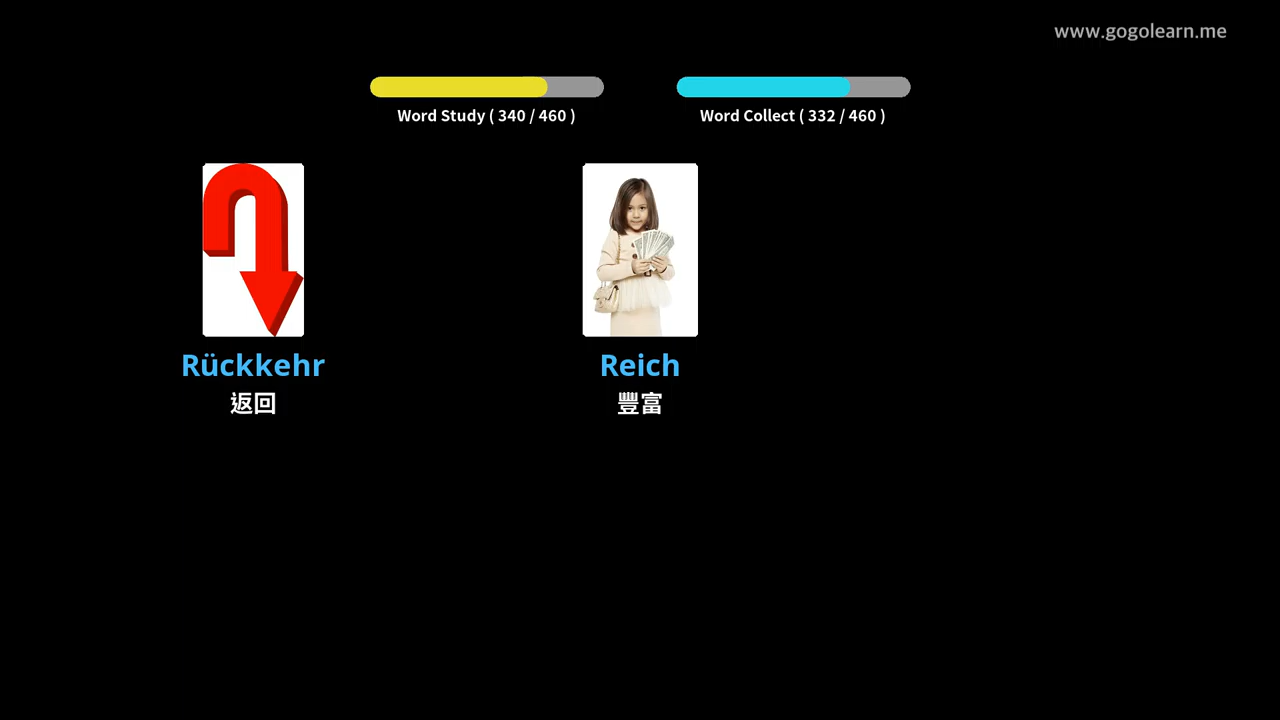 www.gogolearn.me
Word Study ( 340 / 460 )
Word Collect ( 332 / 460 )
Rückkehr
返回
Reich
豐富